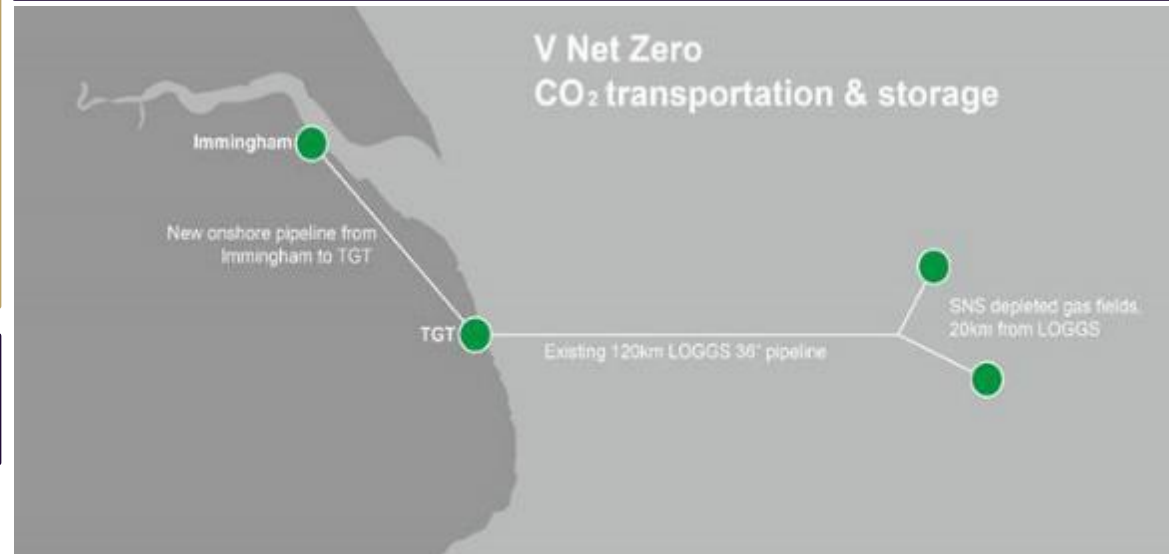 V Net Zero
CO₂ transportation & storage
Immingham
New onshore pipeline from
Immingham to TGT
TGT
Existing 120km LOGGS 36" pipeline
SNS depleted gas fields,
20km from LOGGS